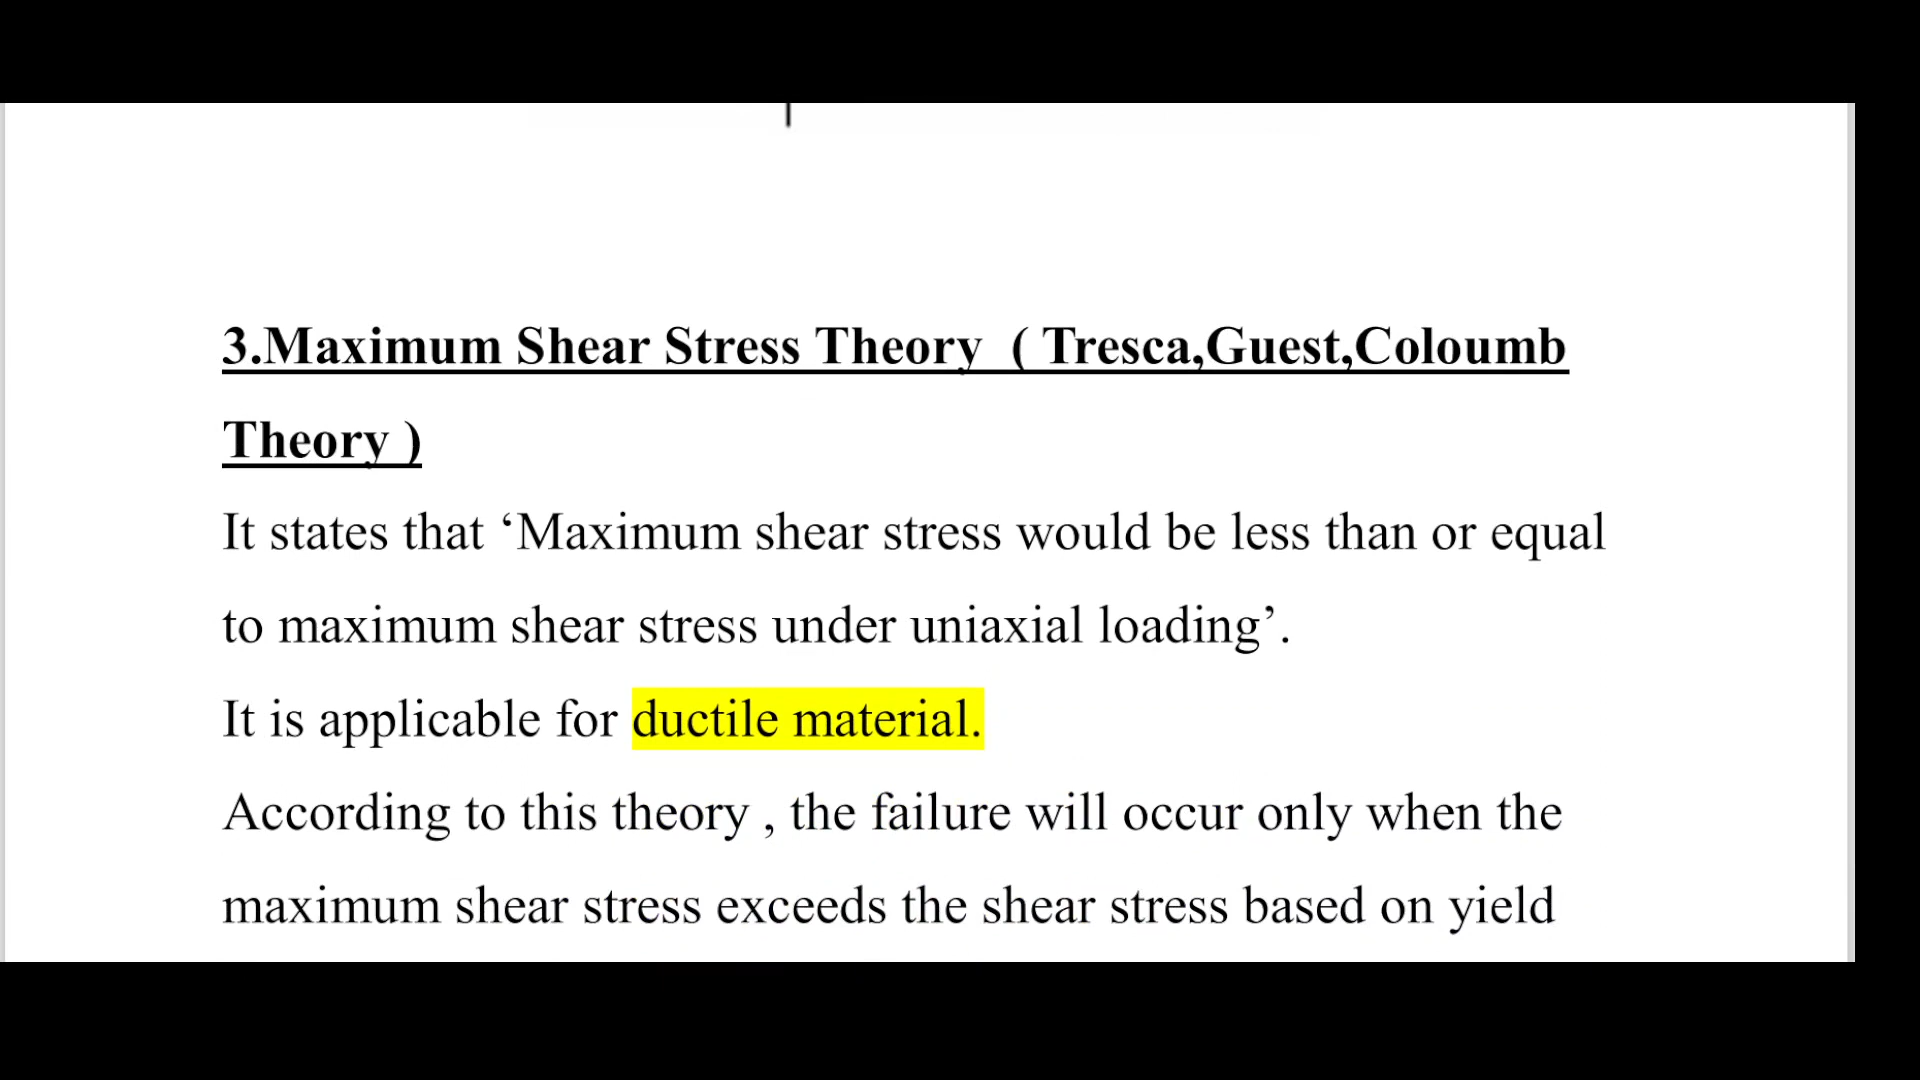 3.Maximum Shear Stress Theory  ( Tresca,Guest,Coloumb
Theory )
It states that ‘Maximum shear stress would be less than or equal
to maximum shear stress under uniaxial loading’.
It is applicable for ductile material.
According to this theory , the failure will occur only when the
maximum shear stress exceeds the shear stress based on yield